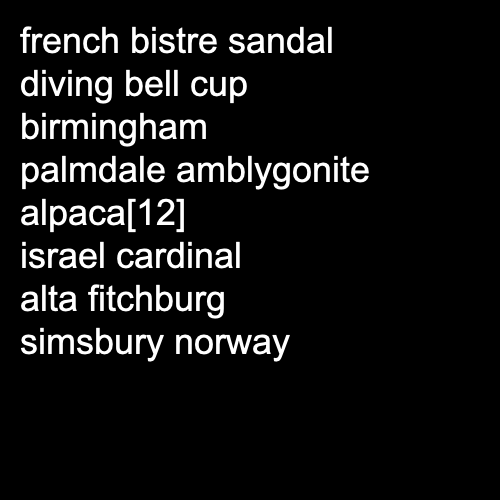 french bistre sandal
diving bell cup
birmingham
palmdale amblygonite
alpaca[12]
israel cardinal
alta fitchburg
simsbury norway